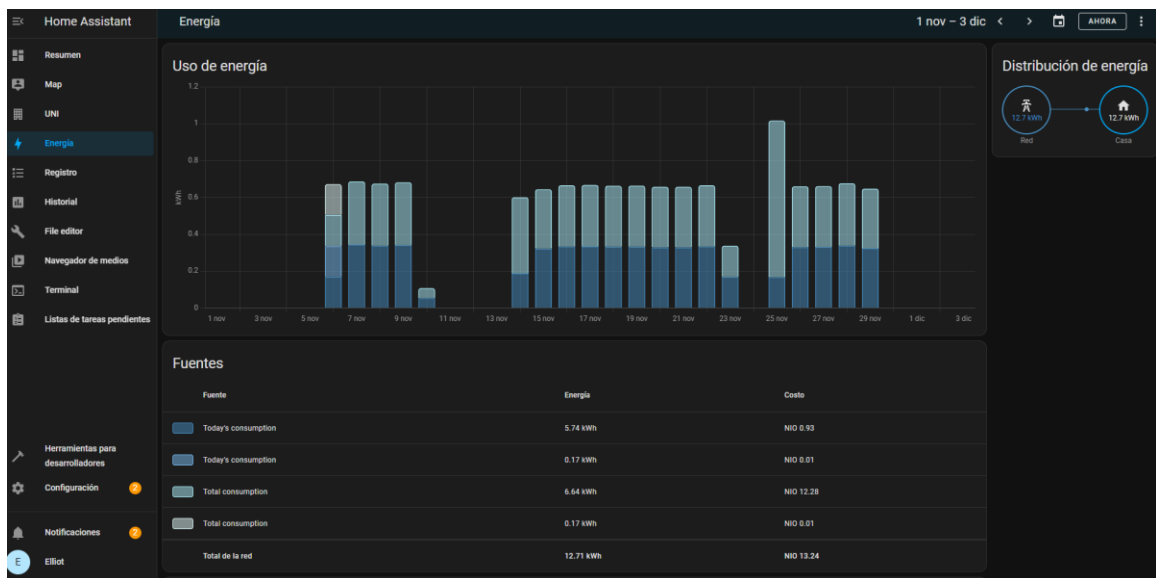 Home Assistant
Energía
1 nov – 3 dic
AHORA
Resumen
Map
UNI
Energía
Registro
Historial
File editor
Navegador de medios
Terminal
Listas de tareas pendientes
Herramientas para
desarrolladores
Configuración 2
Notificaciones 2
E Elliot
Uso de energía
kWh
1.2
1
0.8
0.6
0.4
0.2
0
1 nov 3 nov 5 nov 7 nov 9 nov 11 nov 13 nov 15 nov 17 nov 19 nov 21 nov 23 nov 25 nov 27 nov 29 nov 1 dic 3 dic
Distribución de energía
12.7 kWh 12.7 kWh
Red Casa
Fuentes
Fuente Energía Costo
Today's consumption 5.74 kWh NIO 0.93
Today's consumption 0.17 kWh NIO 0.01
Total consumption 6.64 kWh NIO 12.28
Total consumption 0.17 kWh NIO 0.01
Total de la red 12.71 kWh NIO 13.24